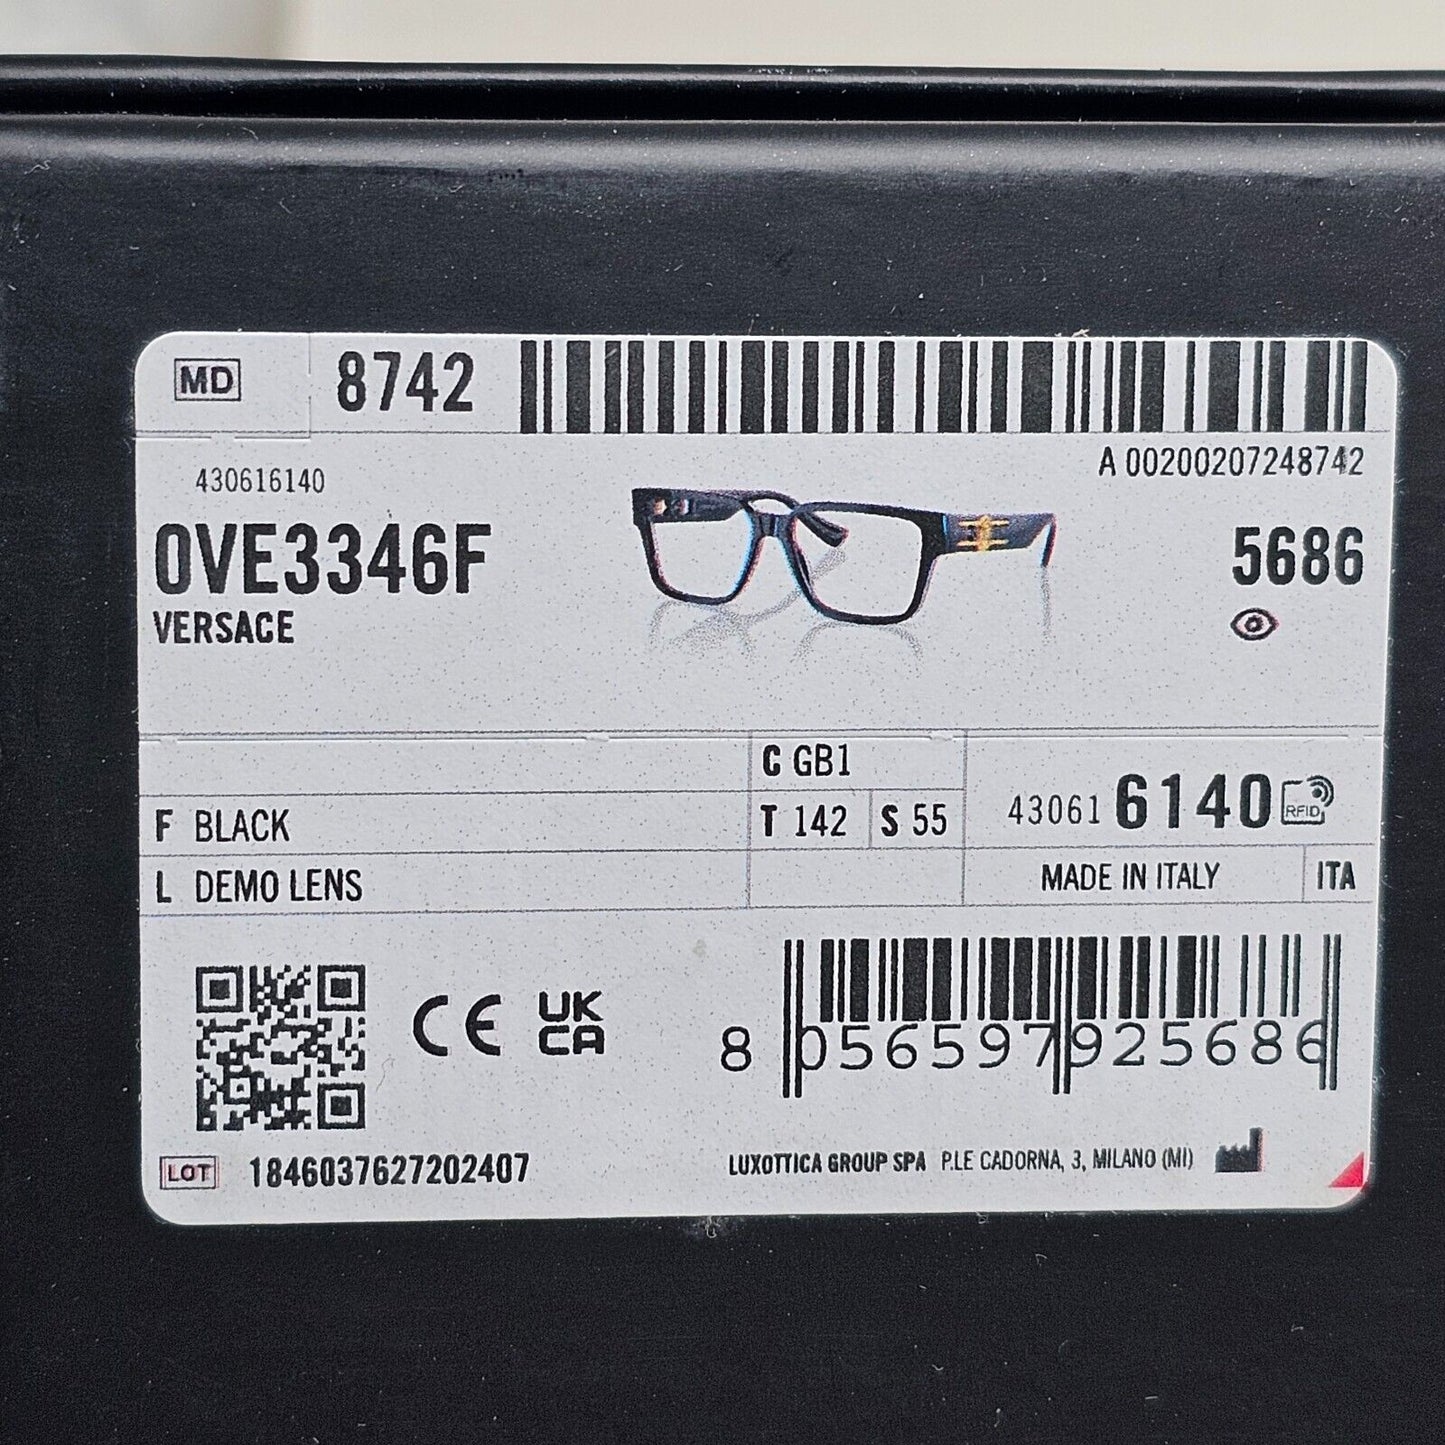 MD 8742
A 00200207248742
430616140
0VE3346F
VERSACE
5686
C GB1
F BLACK
T 142 S 55
43061 6140 RFID
L DEMO LENS
MADE IN ITALY ITA
CE UK
CA
8 056597 925686
LOT 1846037627202407
LUXOTTICA GROUP SPA P.LE CADORNA, 3, MILANO (MI)